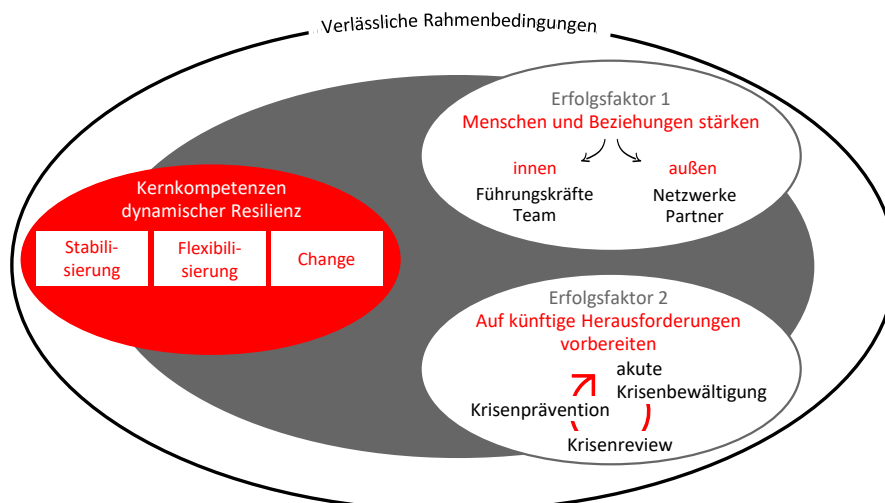 Verlässliche Rahmenbedingungen
Erfolgsfaktor 1
Menschen und Beziehungen stärken
innen
außen
Führungskräfte
Team
Netzwerke
Partner
Kernkompetenzen
dynamischer Resilienz
Stabili-
sierung
Flexibili-
sierung
Change
Erfolgsfaktor 2
Auf künftige Herausforderungen
vorbereiten
akute
Krisenbewältigung
Krisenprävention
Krisenreview